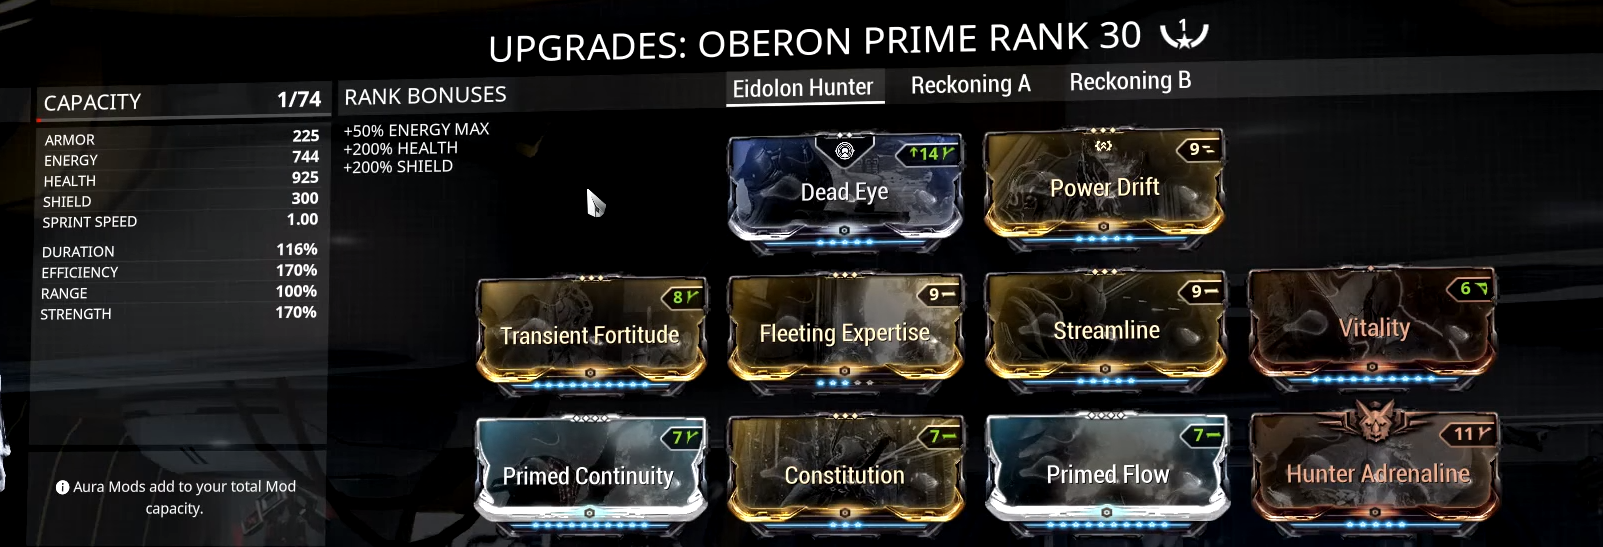 UPGRADES: OBERON PRIME RANK 30 1
CAPACITY 1/74
ARMOR 225
ENERGY 744
HEALTH 925
SHIELD 300
SPRINT SPEED 1.00
DURATION 116%
EFFICIENCY 170%
RANGE 100%
STRENGTH 170%
Aura Mods add to your total Mod
capacity.
RANK BONUSES
+50% ENERGY MAX
+200% HEALTH
+200% SHIELD
Eidolon Hunter Reckoning A Reckoning B
14 9
Dead Eye Power Drift
8 9 9 6
Transient Fortitude Fleeting Expertise Streamline Vitality
7 7 7 11
Primed Continuity Constitution Primed Flow Hunter Adrenaline